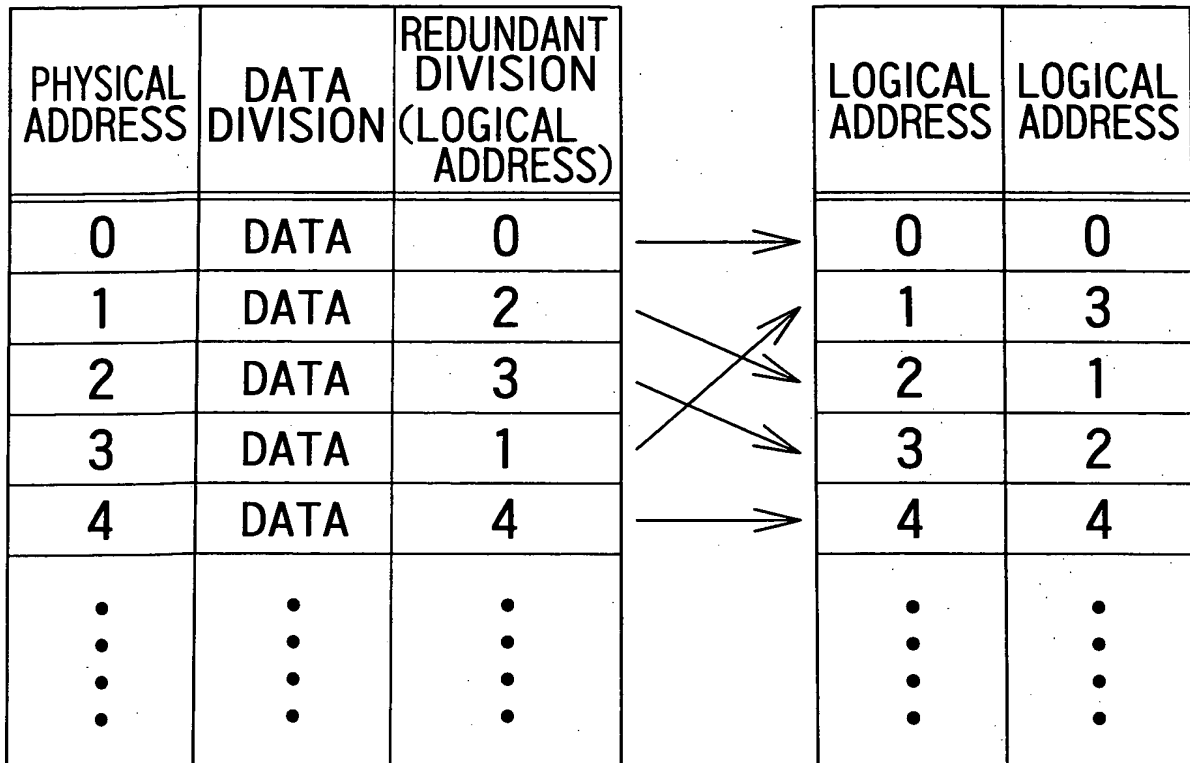 PHYSICAL ADDRESS
DATA DIVISION
REDUNDANT DIVISION (LOGICAL ADDRESS)
LOGICAL ADDRESS
LOGICAL ADDRESS
0 DATA 0 0 0
1 DATA 2 1 3
2 DATA 3 2 1
3 DATA 1 3 2
4 DATA 4 4 4